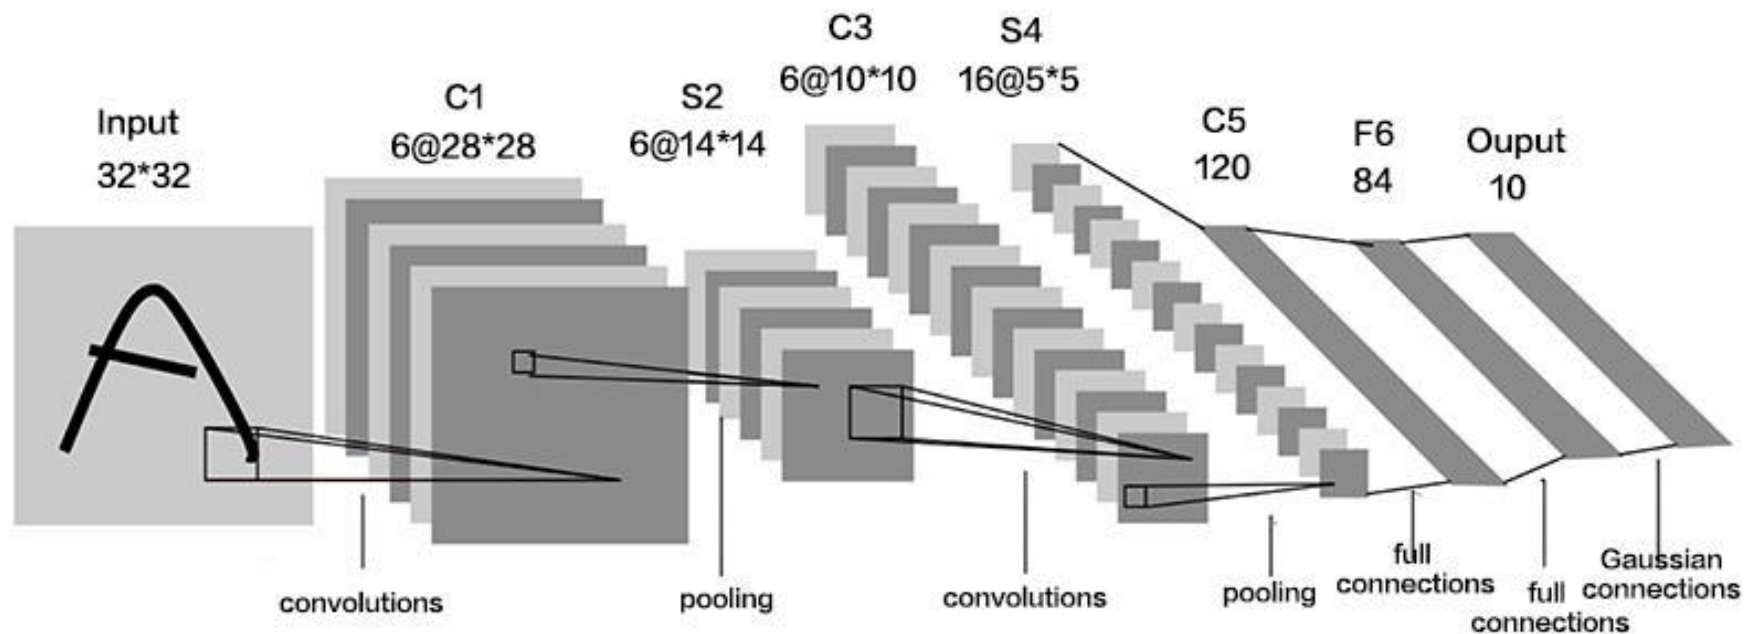 Input
32*32
C1
6@28*28
S2
6@14*14
C3
6@10*10
S4
16@5*5
C5
120
F6
84
Ouput
10
convolutions
pooling
convolutions
pooling
full
connections
full
connections
Gaussian
connections